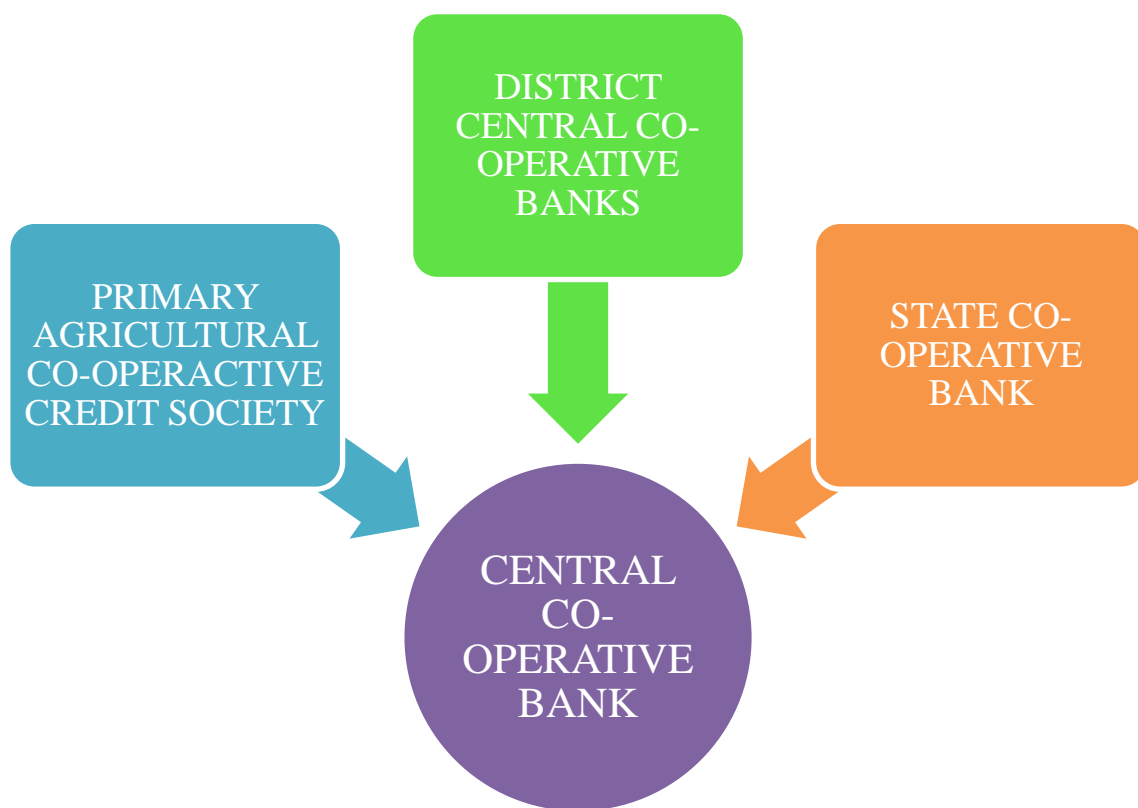 DISTRICT
CENTRAL CO-
OPERATIVE
BANKS
PRIMARY
AGRICULTURAL
CO-OPERACTIVE
CREDIT SOCIETY
STATE CO-
OPERATIVE
BANK
CENTRAL
CO-
OPERATIVE
BANK